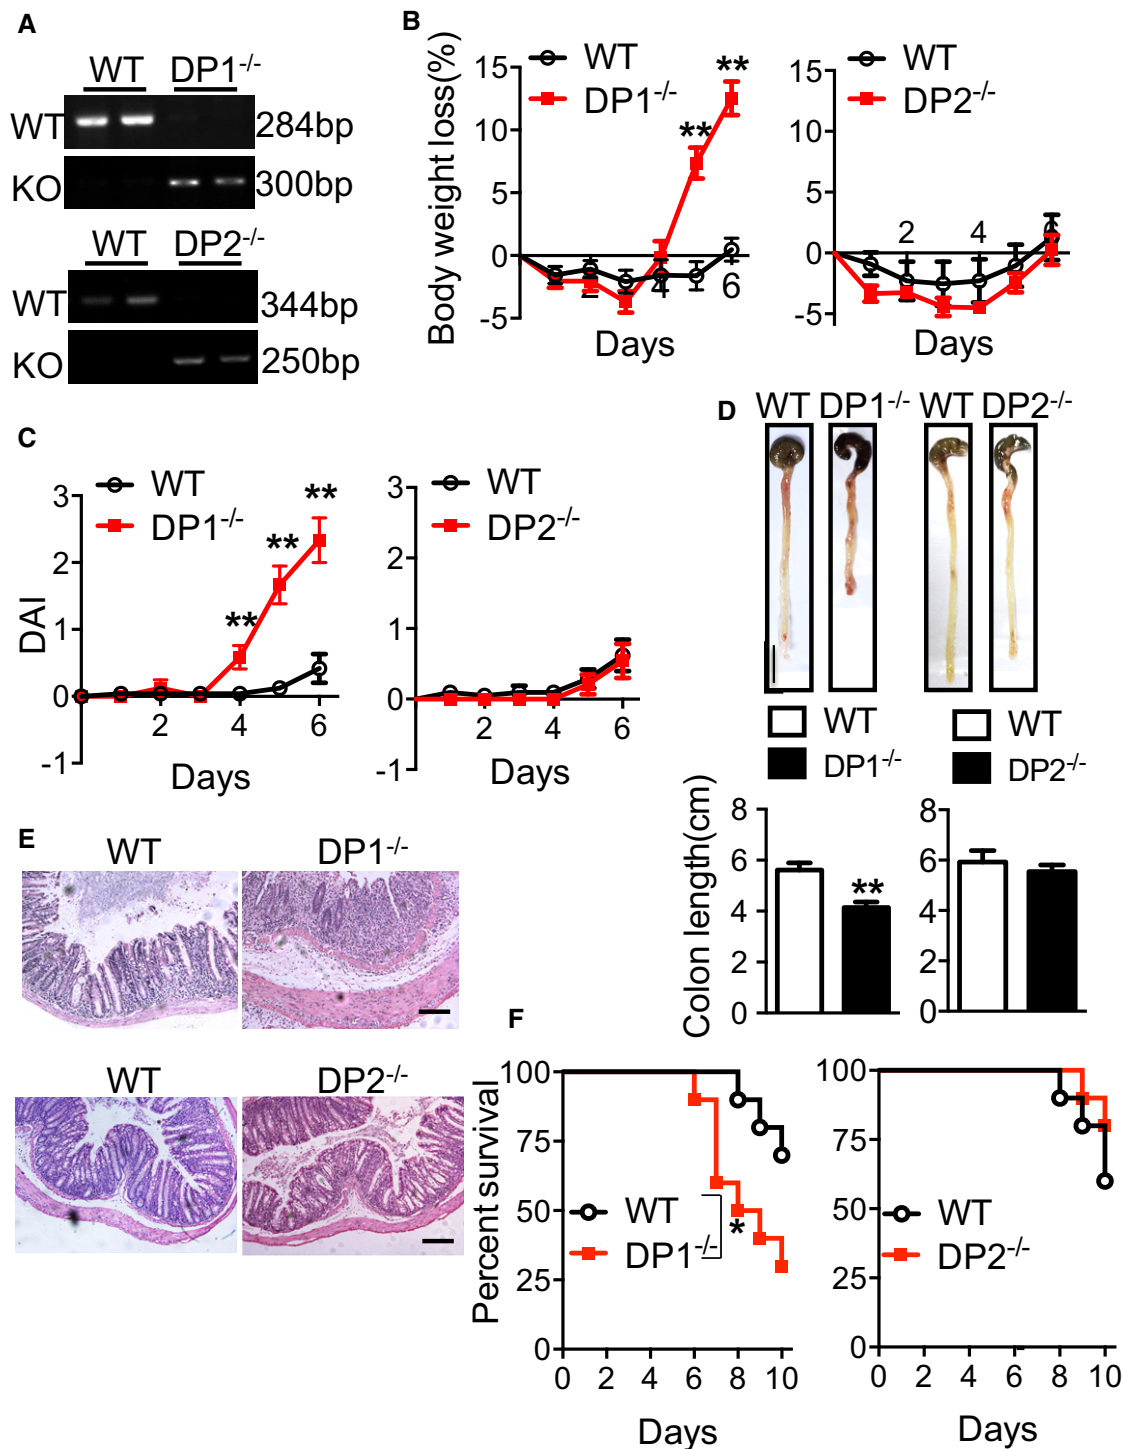 A
WT DP1-/-
WT 284bp
KO 300bp
WT DP2-/-
WT 344bp
KO 250bp
B
WT
DP1-/-
Body weight loss(%)
15
10
5
0
-5
2 4 6
** **
Days
WT
DP2-/-
15
10
5
0
-5
2 4 6
Days
C
WT
DP1-/-
DAI
3
2
1
0
-1
2 4 6
** ** **
Days
WT
DP2-/-
3
2
1
0
-1
2 4 6
Days
D
WT DP1-/- WT DP2-/-
WT
DP1-/-
WT
DP2-/-
Colon length(cm)
8
6
4
2
0
**
8
6
4
2
0
E
WT DP1-/-
WT DP2-/-
F
Percent survival
100
75
50
25
0
WT
DP1-/-
*
0 2 4 6 8 10
Days
100
75
50
25
0
WT
DP2-/-
0 2 4 6 8 10
Days